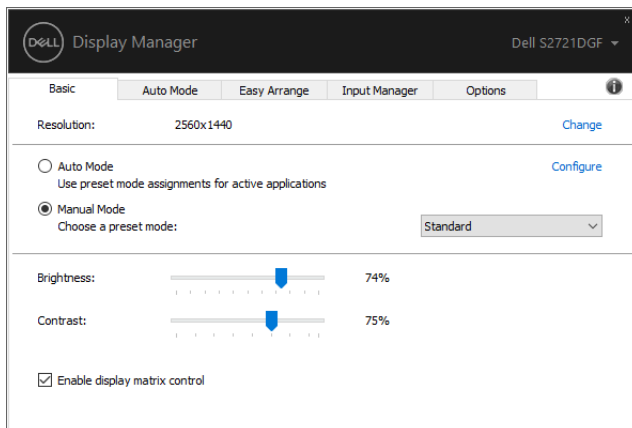 DELL Display Manager Dell S2721DGF
x
Basic Auto Mode Easy Arrange Input Manager Options i
Resolution: 2560x1440 Change
Auto Mode Configure
Use preset mode assignments for active applications
Manual Mode
Choose a preset mode: Standard
Brightness: 74%
Contrast: 75%
Enable display matrix control